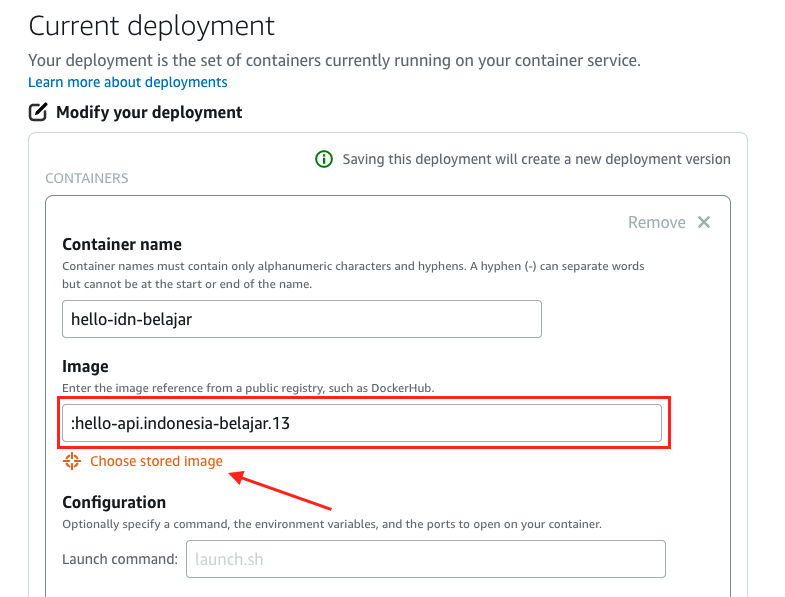 Current deployment
Your deployment is the set of containers currently running on your container service.
Learn more about deployments
Modify your deployment
Saving this deployment will create a new deployment version
CONTAINERS
Remove
Container name
Container names must contain only alphanumeric characters and hyphens. A hyphen (-) can separate words
but cannot be at the start or end of the name.
hello-idn-belajar
Image
Enter the image reference from a public registry, such as DockerHub.
:hello-api.indonesia-belajar.13
Choose stored image
Configuration
Optionally specify a command, the environment variables, and the ports to open on your container.
Launch command: launch.sh